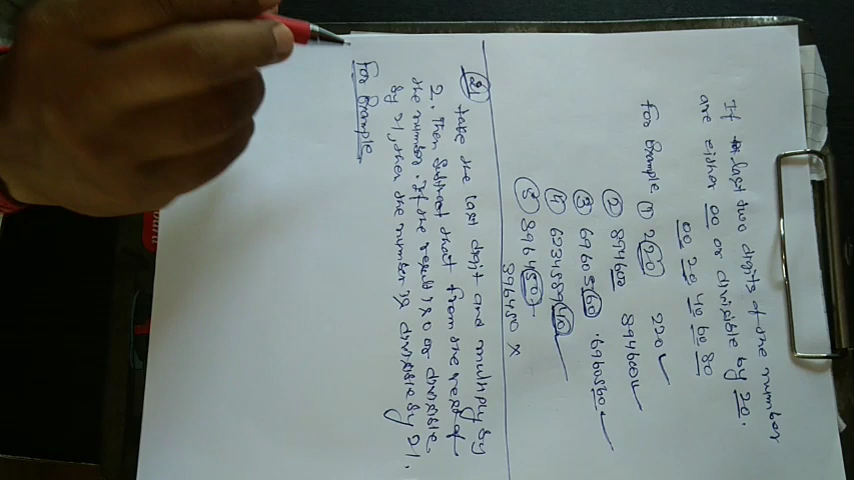 If last two digits of the number
are either 00 or divisible by 20.
00 20 40 60 80
for Example ① 220 220 ✓
② 894600 894600 ✓
③ 6960560 6960560 ✓
④ 623458940 ✓
⑤ 896450
896450 ×
21 take the last digit and multiply by
2. Then subtract that from the rest of
the number. If the result is 0 or divisible
by 21, then the number is divisible by 21.
For Example